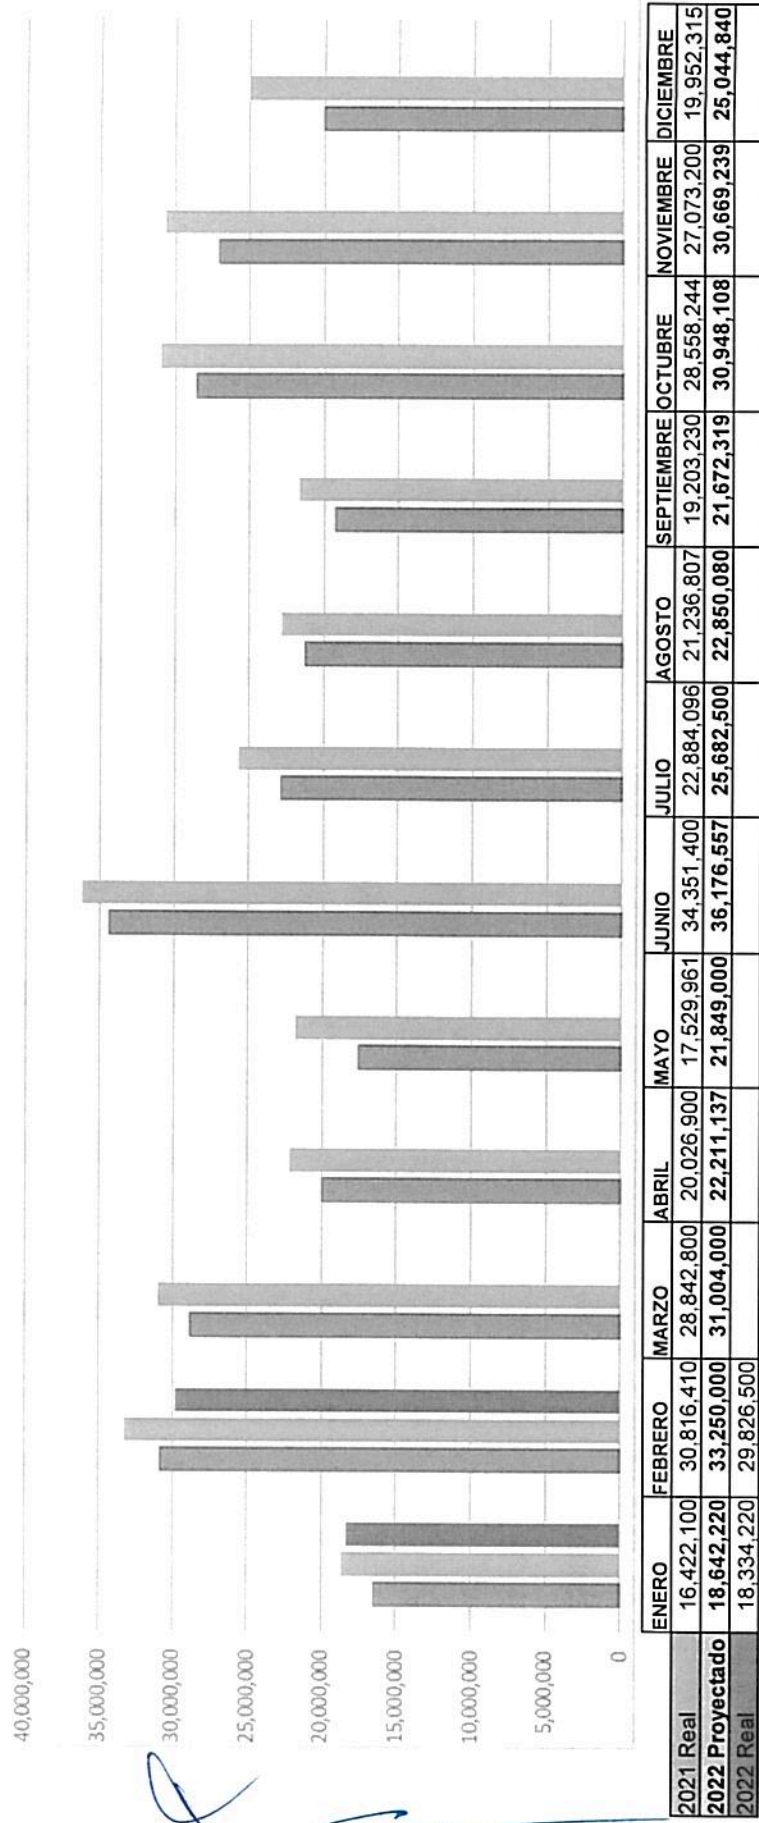 40,000,000
35,000,000
30,000,000
25,000,000
20,000,000
15,000,000
10,000,000
5,000,000
0
ENERO FEBRERO MARZO ABRIL MAYO JUNIO JULIO AGOSTO SEPTIEMBRE OCTUBRE NOVIEMBRE DICIEMBRE
2021 Real 16,422,100 30,816,410 28,842,800 20,026,900 17,529,961 34,351,400 22,884,096 21,236,807 19,203,230 28,558,244 27,073,200 19,952,315
2022 Proyectado 18,642,220 33,250,000 31,004,000 22,211,137 21,849,000 36,176,557 25,682,500 22,850,080 21,672,319 30,948,108 30,669,239 25,044,840
2022 Real 18,334,220 29,826,500